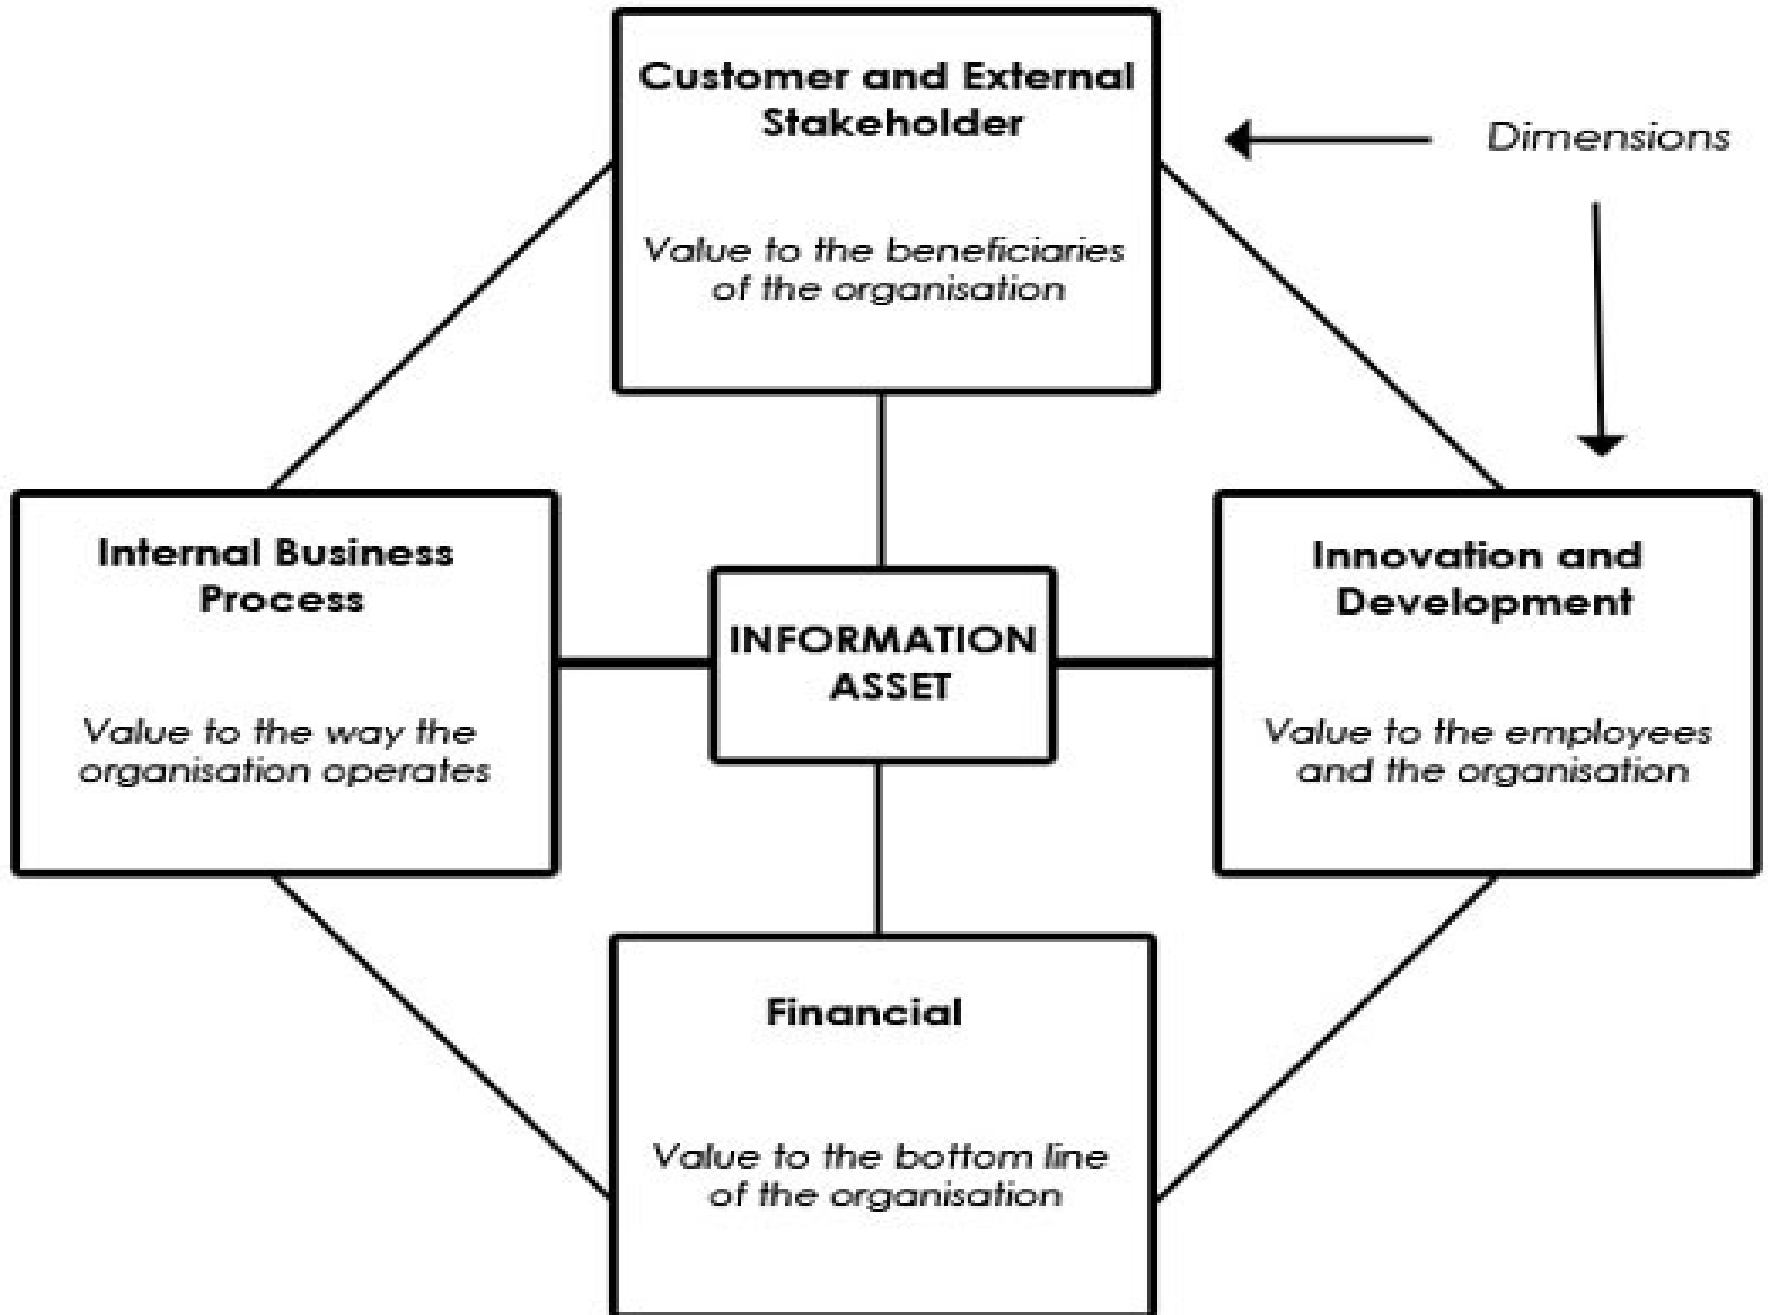 Customer and External
Stakeholder
Value to the beneficiaries
of the organisation
Dimensions
Internal Business
Process
Value to the way the
organisation operates
INFORMATION
ASSET
Innovation and
Development
Value to the employees
and the organisation
Financial
Value to the bottom line
of the organisation